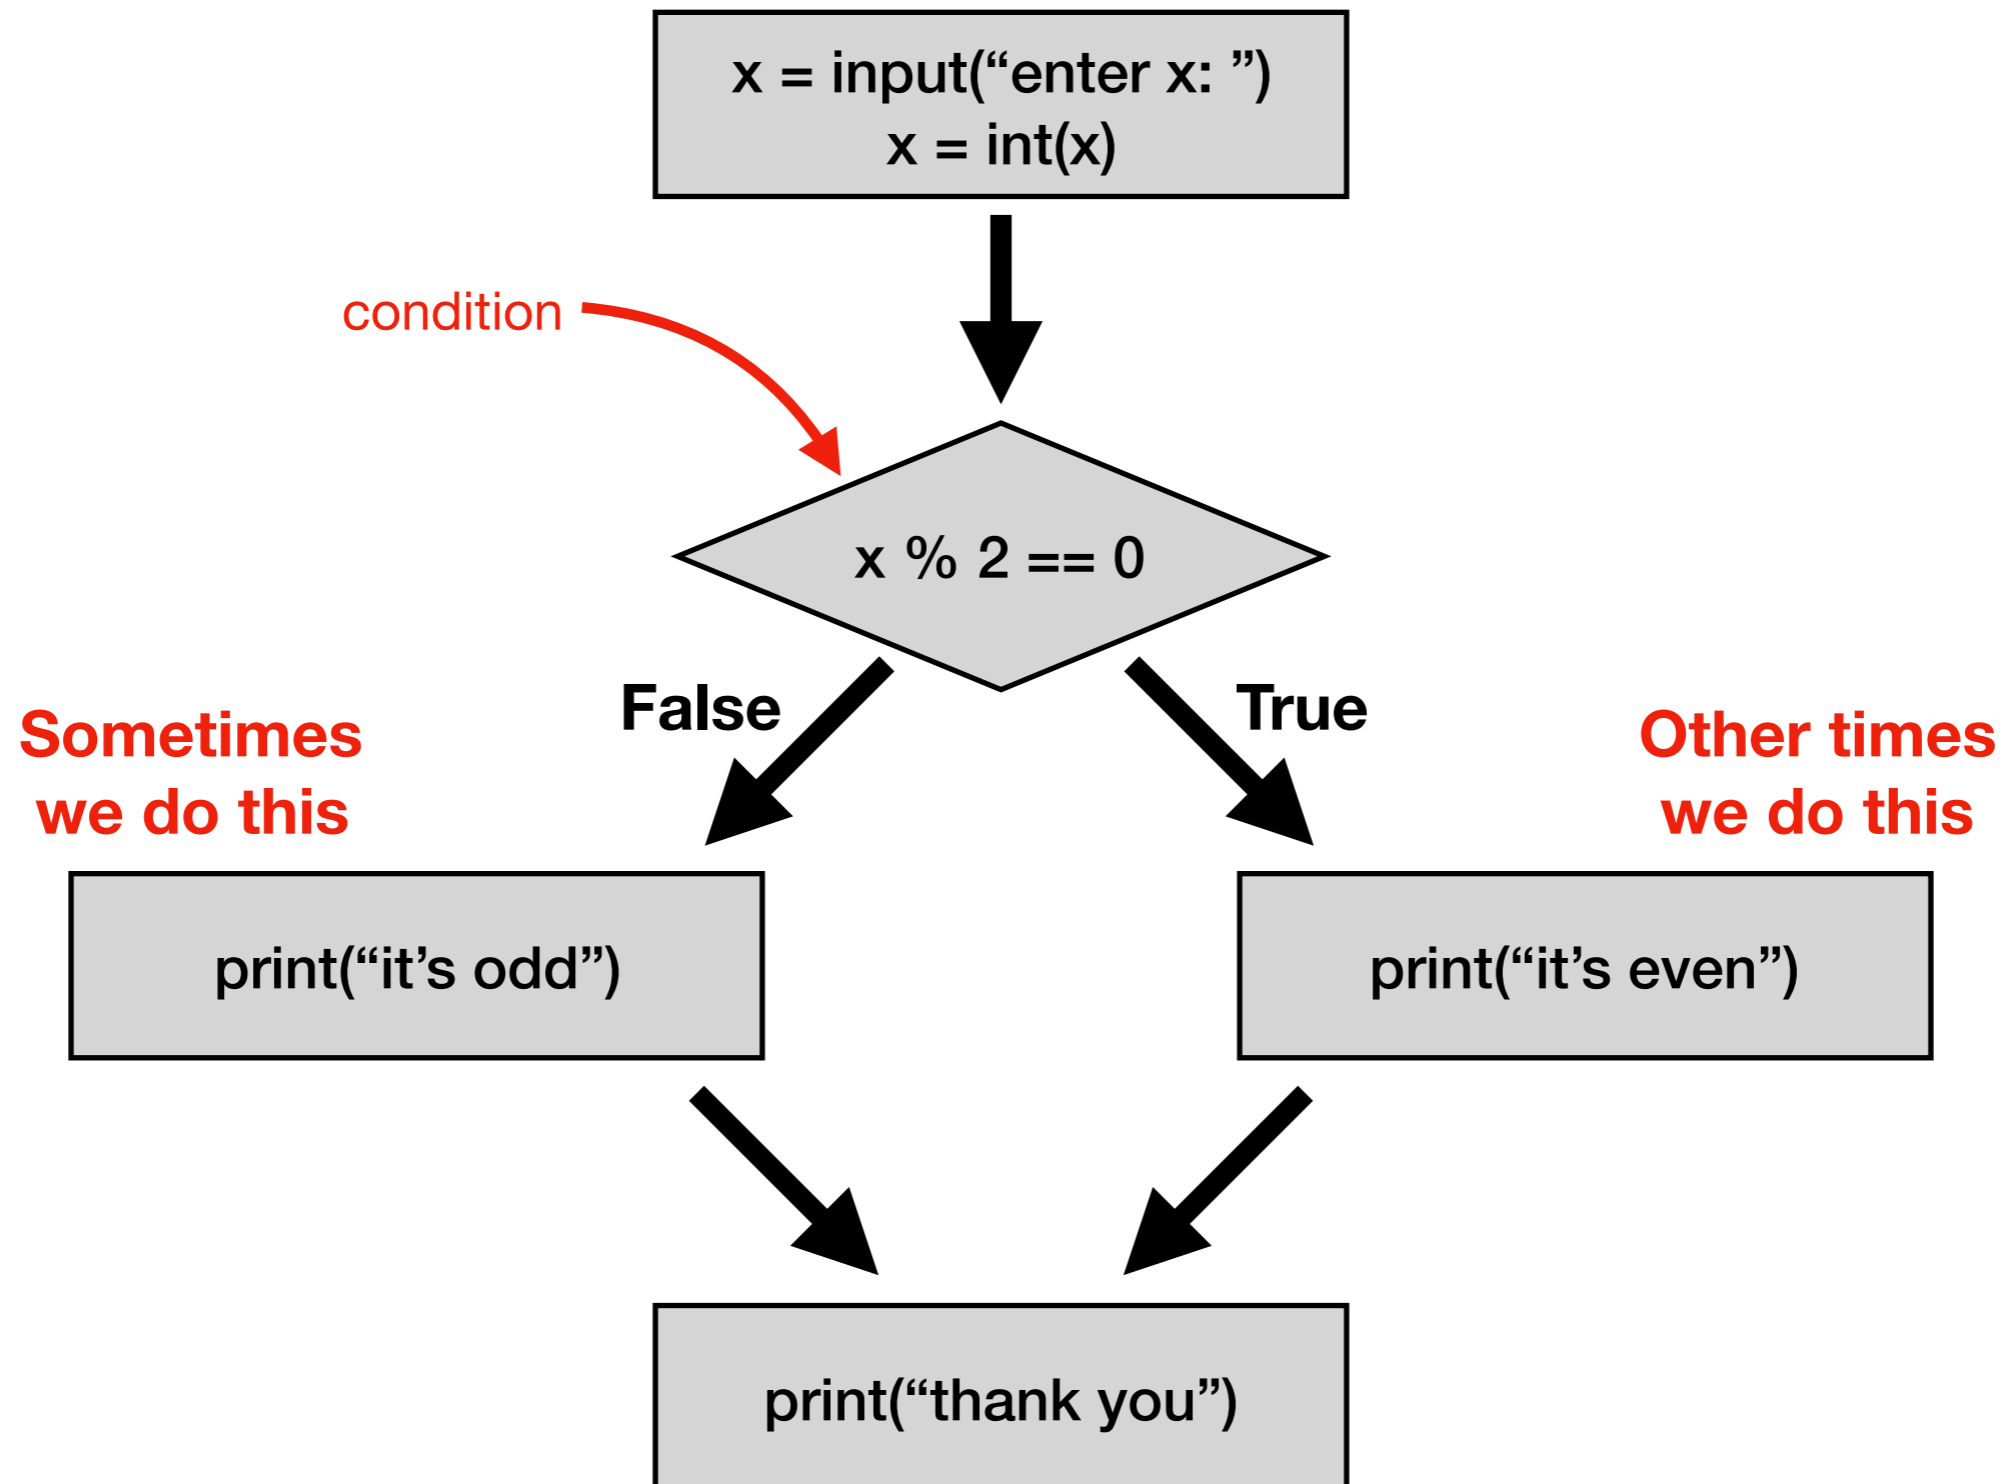 x = input(“enter x: ”)
x = int(x)
condition
x % 2 == 0
False
True
Sometimes
we do this
Other times
we do this
print(“it’s odd”)
print(“it’s even”)
print(“thank you”)